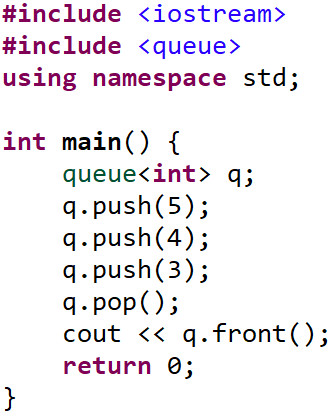 #include <iostream>
#include <queue>
using namespace std;

int main() {
    queue<int> q;
    q.push(5);
    q.push(4);
    q.push(3);
    q.pop();
    cout << q.front();
    return 0;
}